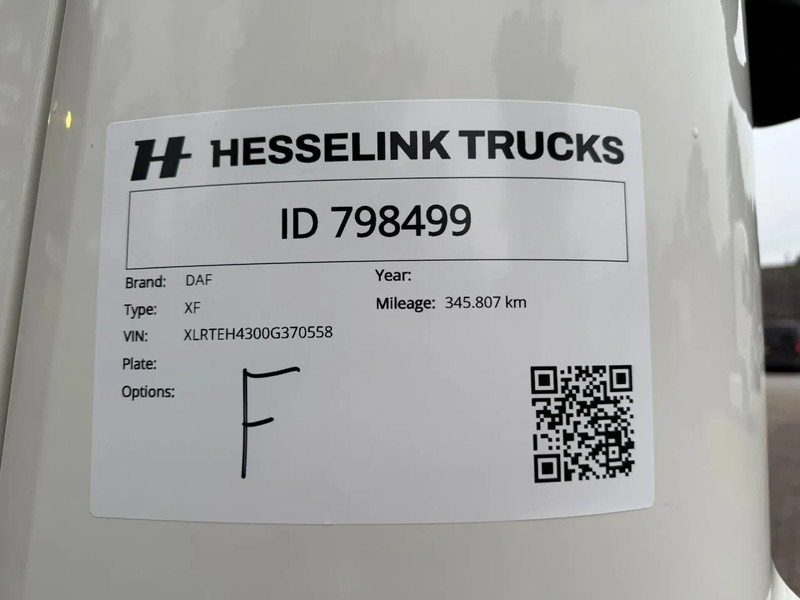 H HESSELINK TRUCKS
ID 798499
Brand: DAF
Year:
Type: XF
Mileage: 345.807 km
VIN: XLRTEH4300G370558
Plate:
Options:
F